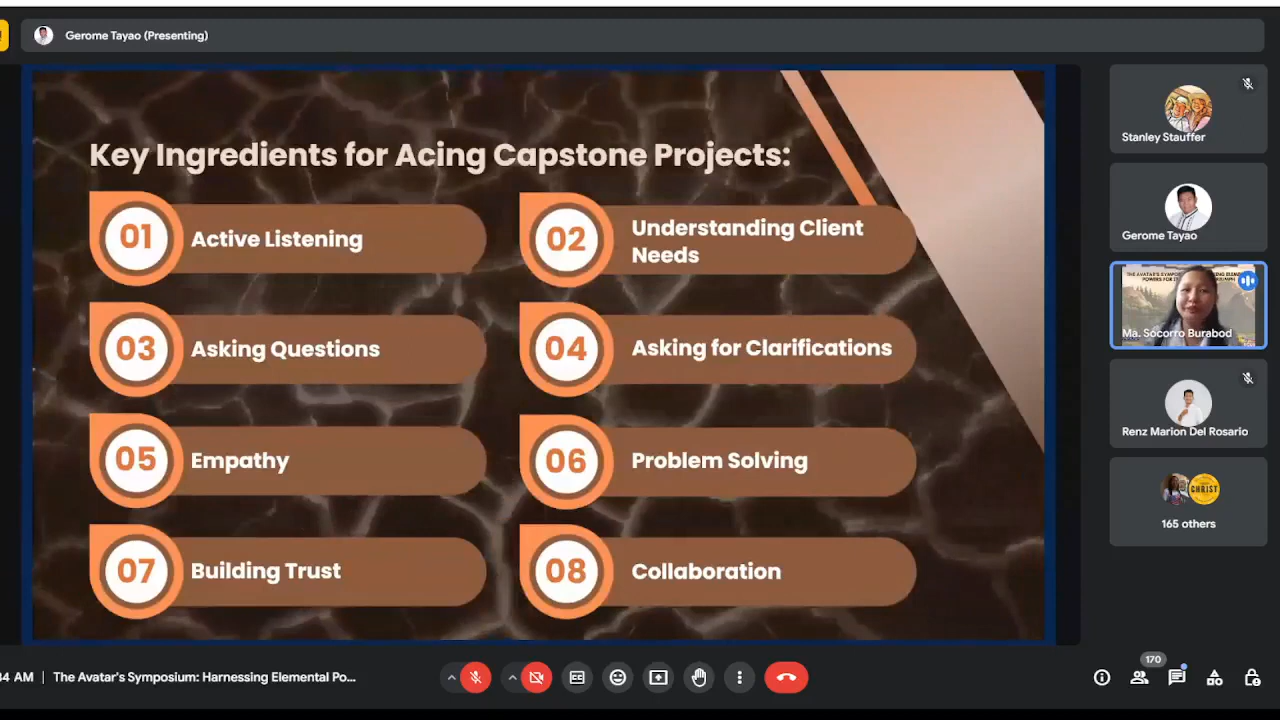 Gerome Tayao (Presenting)
Key Ingredients for Acing Capstone Projects:
01
Active Listening
02
Understanding Client
Needs
03
Asking Questions
04
Asking for Clarifications
05
Empathy
06
Problem Solving
07
Building Trust
08
Collaboration
Stanley Stauffer
Gerome Tayao
Ma. Socorro Burabod
Renz Marion Del Rosario
CHRIST
165 others
34 AM | The Avatar's Symposium: Harnessing Elemental Po...
170